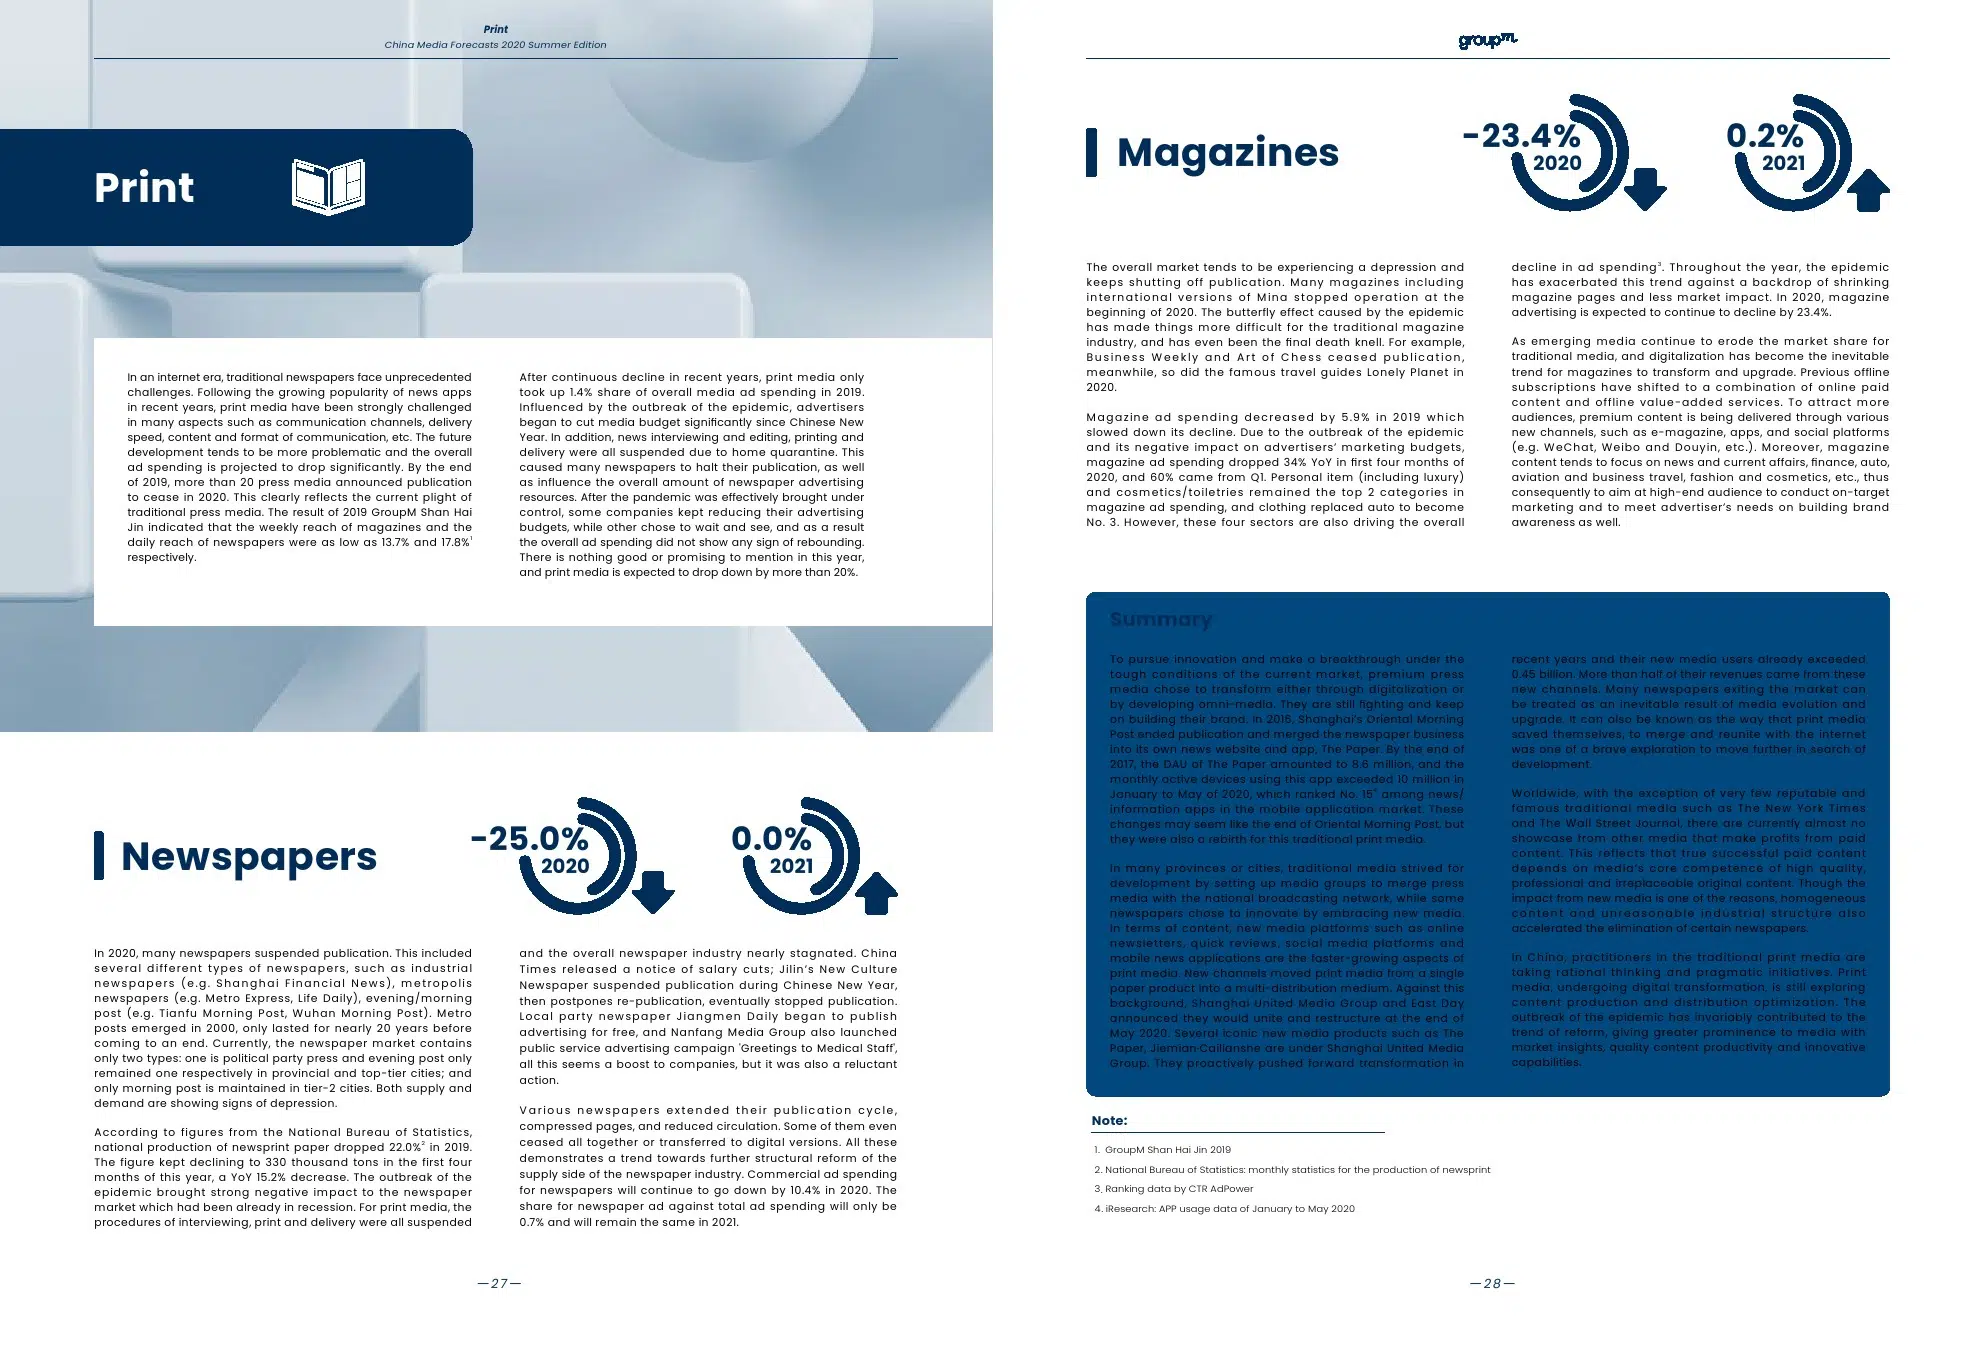 Print
China Media Forecasts 2020 Summer Edition
Print
In an internet era, traditional newspapers face unprecedented
challenges. Following the growing popularity of news apps
in recent years, print media have been strongly challenged
in many aspects such as communication channels, delivery
speed, content and format of communication, etc. The future
development tends to be more problematic and the overall
ad spending is projected to drop significantly. By the end
of 2019, more than 20 press media announced publication
to cease in 2020. This clearly reflects the current plight of
traditional press media. The result of 2019 GroupM Shan Hai
Jin indicated that the weekly reach of magazines and the
daily reach of newspapers were as low as 13.7% and 17.8%¹
respectively.
After continuous decline in recent years, print media only
took up 1.4% share of overall media ad spending in 2019.
Influenced by the outbreak of the epidemic, advertisers
began to cut media budget significantly since Chinese New
Year. In addition, news interviewing and editing, printing and
delivery were all suspended due to home quarantine. This
caused many newspapers to halt their publication, as well
as influence the overall amount of newspaper advertising
resources. After the pandemic was effectively brought under
control, some companies kept reducing their advertising
budgets, while other chose to wait and see, and as a result
the overall ad spending did not show any sign of rebounding.
There is nothing good or promising to mention in this year,
and print media is expected to drop down by more than 20%.
Newspapers
-25.0%
2020
0.0%
2021
In 2020, many newspapers suspended publication. This included
several different types of newspapers, such as industrial
newspapers (e.g. Shanghai Financial News), metropolis
newspapers (e.g. Metro Express, Life Daily), evening/morning
post (e.g. Tianfu Morning Post, Wuhan Morning Post). Metro
posts emerged in 2000, only lasted for nearly 20 years before
coming to an end. Currently, the newspaper market contains
only two types: one is political party press and evening post only
remained one respectively in provincial and top-tier cities; and
only morning post is maintained in tier-2 cities. Both supply and
demand are showing signs of depression.
According to figures from the National Bureau of Statistics,
national production of newsprint paper dropped 22.0%² in 2019.
The figure kept declining to 330 thousand tons in the first four
months of this year, a YoY 15.2% decrease. The outbreak of the
epidemic brought strong negative impact to the newspaper
market which had been already in recession. For print media, the
procedures of interviewing, print and delivery were all suspended
and the overall newspaper industry nearly stagnated. China
Times released a notice of salary cuts; Jilin's New Culture
Newspaper suspended publication during Chinese New Year,
then postpones re-publication, eventually stopped publication.
Local party newspaper Jiangmen Daily began to publish
advertising for free, and Nanfang Media Group also launched
public service advertising campaign 'Greetings to Medical Staff',
all this seems a boost to companies, but it was also a reluctant
action.
Various newspapers extended their publication cycle,
compressed pages, and reduced circulation. Some of them even
ceased all together or transferred to digital versions. All these
demonstrates a trend towards further structural reform of the
supply side of the newspaper industry. Commercial ad spending
for newspapers will continue to go down by 10.4% in 2020. The
share for newspaper ad against total ad spending will only be
0.7% and will remain the same in 2021.
—27—
groupm
Magazines
-23.4%
2020
0.2%
2021
The overall market tends to be experiencing a depression and
keeps shutting off publication. Many magazines including
international versions of Mina stopped operation at the
beginning of 2020. The butterfly effect caused by the epidemic
has made things more difficult for the traditional magazine
industry, and has even been the final death knell. For example,
Business Weekly and Art of Chess ceased publication,
meanwhile, so did the famous travel guides Lonely Planet in
2020.
Magazine ad spending decreased by 5.9% in 2019 which
slowed down its decline. Due to the outbreak of the epidemic
and its negative impact on advertisers' marketing budgets,
magazine ad spending dropped 34% YoY in first four months of
2020, and 60% came from Q1. Personal item (including luxury)
and cosmetics/toiletries remained the top 2 categories in
magazine ad spending, and clothing replaced auto to become
No. 3. However, these four sectors are also driving the overall
decline in ad spending³. Throughout the year, the epidemic
has exacerbated this trend against a backdrop of shrinking
magazine pages and less market impact. In 2020, magazine
advertising is expected to continue to decline by 23.4%.
As emerging media continue to erode the market share for
traditional media, and digitalization has become the inevitable
trend for magazines to transform and upgrade. Previous offline
subscriptions have shifted to a combination of online paid
content and offline value-added services. To attract more
audiences, premium content is being delivered through various
new channels, such as e-magazine, apps, and social platforms
(e.g. WeChat, Weibo and Douyin, etc.). Moreover, magazine
content tends to focus on news and current affairs, finance, auto,
aviation and business travel, fashion and cosmetics, etc., thus
consequently to aim at high-end audience to conduct on-target
marketing and to meet advertiser's needs on building brand
awareness as well.
Summary
To pursue innovation and make a breakthrough under the
tough conditions of the current market, premium press
media chose to transform either through digitalization or
by developing omni-media. They are still fighting and keep
on building their brand. In 2016, Shanghai's Oriental Morning
Post ended publication and merged the newspaper business
into its own news website and app, The Paper. By the end of
2017, the DAU of The Paper amounted to 8.6 million, and the
monthly active devices using this app exceeded 10 million in
January to May of 2020, which ranked No. 15⁴ among news/
information apps in the mobile application market. These
changes may seem like the end of Oriental Morning Post, but
they were also a rebirth for this traditional print media.
In many provinces or cities, traditional media strived for
development by setting up media groups to merge press
media with the national broadcasting network, while some
newspapers chose to innovate by embracing new media.
In terms of content, new media platforms such as online
newsletters, quick reviews, social media platforms and
mobile news applications are the faster-growing aspects of
print media. New channels moved print media from a single
paper product into a multi-distribution medium. Against this
background, Shanghai United Media Group and East Day
announced they would unite and restructure at the end of
May 2020. Several iconic new media products such as The
Paper, Jiemian·Cailianshe are under Shanghai United Media
Group. They proactively pushed forward transformation in
recent years and their new media users already exceeded
0.45 billion. More than half of their revenues came from these
new channels. Many newspapers exiting the market can
be treated as an inevitable result of media evolution and
upgrade. It can also be known as the way that print media
saved themselves, to merge and reunite with the internet
was one of a brave exploration to move further in search of
development.
Worldwide, with the exception of very few reputable and
famous traditional media such as The New York Times
and The Wall Street Journal, there are currently almost no
showcase from other media that make profits from paid
content. This reflects that true successful paid content
depends on media's core competence of high quality,
professional and irreplaceable original content. Though the
impact from new media is one of the reasons, homogeneous
content and unreasonable industrial structure also
accelerated the elimination of certain newspapers.
In China, practitioners in the traditional print media are
taking rational thinking and pragmatic initiatives. Print
media, undergoing digital transformation, is still exploring
content production and distribution optimization. The
outbreak of the epidemic has invariably contributed to the
trend of reform, giving greater prominence to media with
market insights, quality content productivity and innovative
capabilities.
Note:
1. GroupM Shan Hai Jin 2019
2. National Bureau of Statistics: monthly statistics for the production of newsprint
3. Ranking data by CTR AdPower
4. iResearch: APP usage data of January to May 2020
—28—